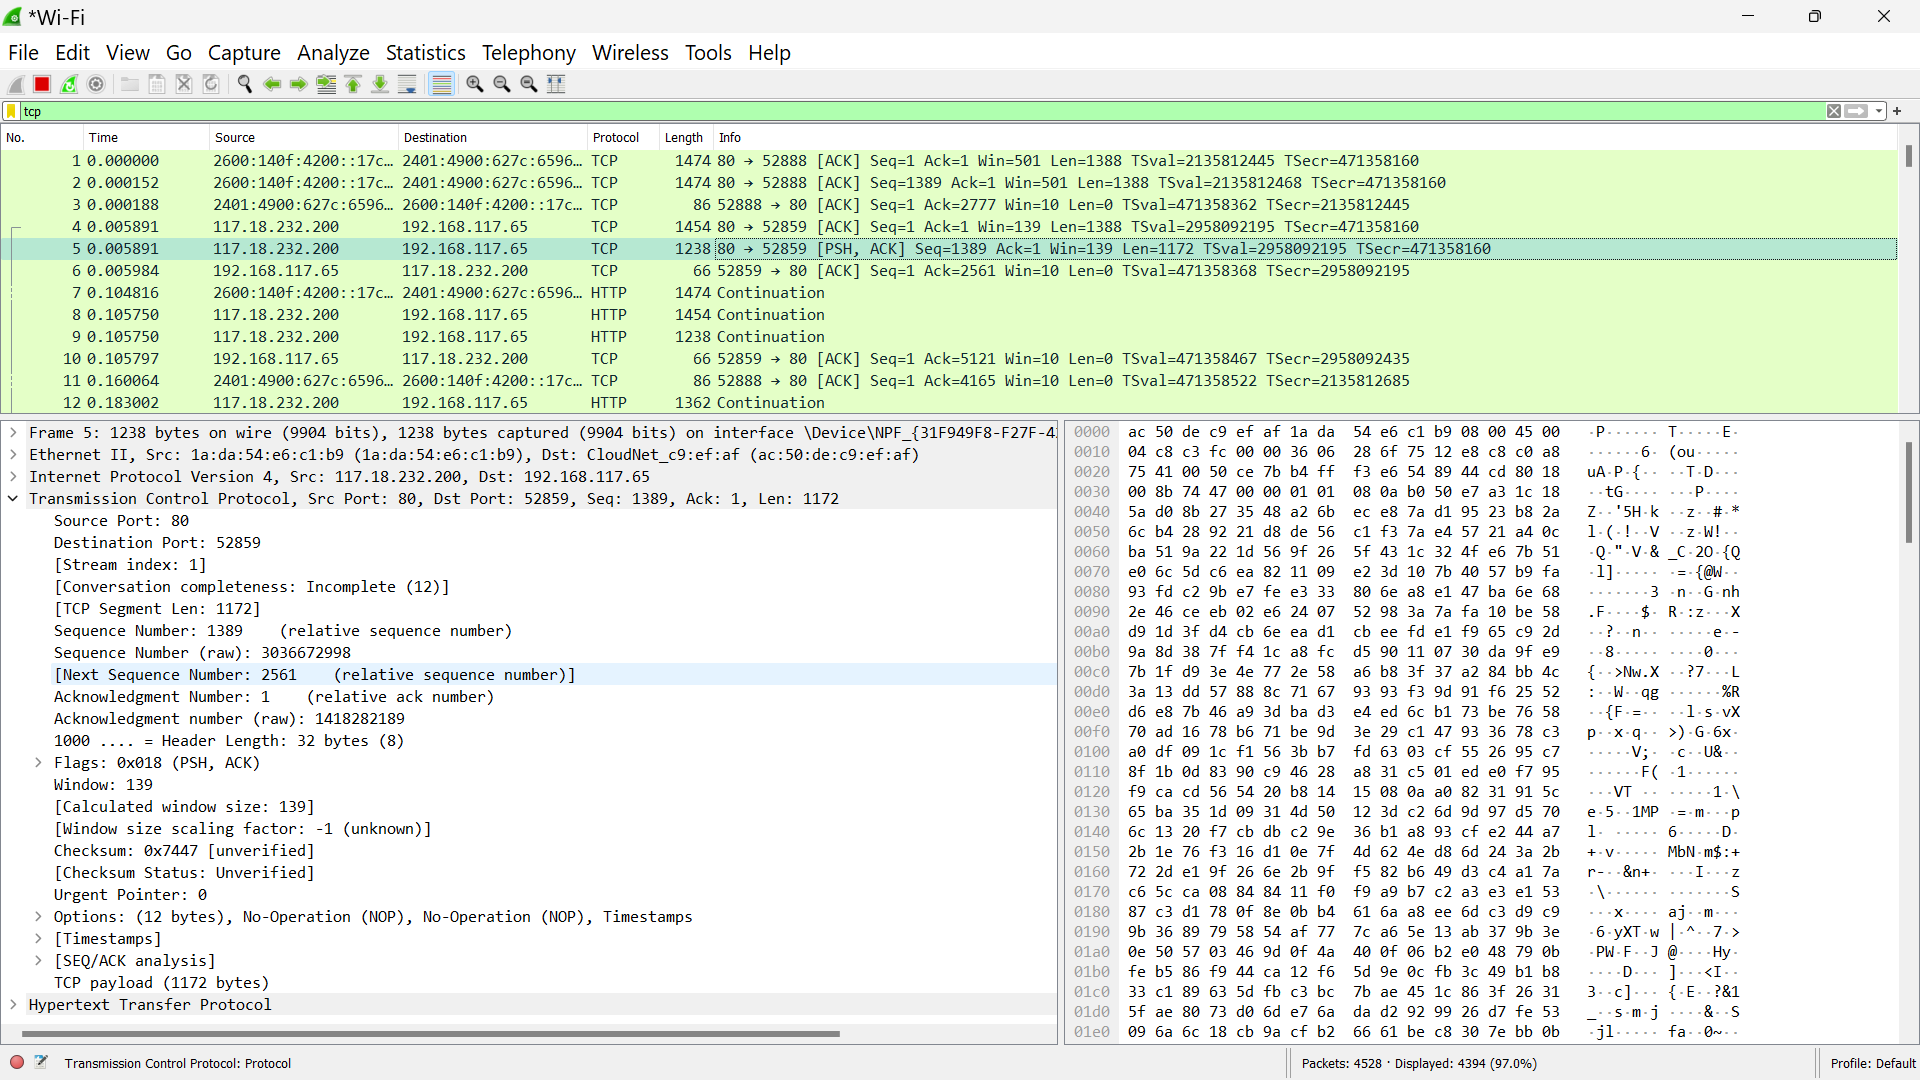 *Wi-Fi
File Edit View Go Capture Analyze Statistics Telephony Wireless Tools Help
tcp
No. Time Source Destination Protocol Length Info
1 0.000000 2600:140f:4200::17c… 2401:4900:627c:6596… TCP 1474 80 → 52888 [ACK] Seq=1 Ack=1 Win=501 Len=1388 TSval=2135812445 TSecr=471358160
2 0.000152 2600:140f:4200::17c… 2401:4900:627c:6596… TCP 1474 80 → 52888 [ACK] Seq=1389 Ack=1 Win=501 Len=1388 TSval=2135812468 TSecr=471358160
3 0.000188 2401:4900:627c:6596… 2600:140f:4200::17c… TCP 86 52888 → 80 [ACK] Seq=1 Ack=2777 Win=10 Len=0 TSval=471358362 TSecr=2135812445
4 0.005891 117.18.232.200 192.168.117.65 TCP 1454 80 → 52859 [ACK] Seq=1 Ack=1 Win=139 Len=1388 TSval=2958092195 TSecr=471358160
5 0.005891 117.18.232.200 192.168.117.65 TCP 1238 80 → 52859 [PSH, ACK] Seq=1389 Ack=1 Win=139 Len=1172 TSval=2958092195 TSecr=471358160
6 0.005984 192.168.117.65 117.18.232.200 TCP 66 52859 → 80 [ACK] Seq=1 Ack=2561 Win=10 Len=0 TSval=471358368 TSecr=2958092195
7 0.104816 2600:140f:4200::17c… 2401:4900:627c:6596… HTTP 1474 Continuation
8 0.105750 117.18.232.200 192.168.117.65 HTTP 1454 Continuation
9 0.105750 117.18.232.200 192.168.117.65 HTTP 1238 Continuation
10 0.105797 192.168.117.65 117.18.232.200 TCP 66 52859 → 80 [ACK] Seq=1 Ack=5121 Win=10 Len=0 TSval=471358467 TSecr=2958092435
11 0.160064 2401:4900:627c:6596… 2600:140f:4200::17c… TCP 86 52888 → 80 [ACK] Seq=1 Ack=4165 Win=10 Len=0 TSval=471358522 TSecr=2135812685
12 0.183002 117.18.232.200 192.168.117.65 HTTP 1362 Continuation
Frame 5: 1238 bytes on wire (9904 bits), 1238 bytes captured (9904 bits) on interface \Device\NPF_{31F949F8-F27F-4
Ethernet II, Src: 1a:da:54:e6:c1:b9 (1a:da:54:e6:c1:b9), Dst: CloudNet_c9:ef:af (ac:50:de:c9:ef:af)
Internet Protocol Version 4, Src: 117.18.232.200, Dst: 192.168.117.65
Transmission Control Protocol, Src Port: 80, Dst Port: 52859, Seq: 1389, Ack: 1, Len: 1172
Source Port: 80
Destination Port: 52859
[Stream index: 1]
[Conversation completeness: Incomplete (12)]
[TCP Segment Len: 1172]
Sequence Number: 1389 (relative sequence number)
Sequence Number (raw): 3036672998
[Next Sequence Number: 2561 (relative sequence number)]
Acknowledgment Number: 1 (relative ack number)
Acknowledgment number (raw): 1418282189
1000 .... = Header Length: 32 bytes (8)
Flags: 0x018 (PSH, ACK)
Window: 139
[Calculated window size: 139]
[Window size scaling factor: -1 (unknown)]
Checksum: 0x7447 [unverified]
[Checksum Status: Unverified]
Urgent Pointer: 0
Options: (12 bytes), No-Operation (NOP), No-Operation (NOP), Timestamps
[Timestamps]
[SEQ/ACK analysis]
TCP payload (1172 bytes)
Hypertext Transfer Protocol
0000 ac 50 de c9 ef af 1a da 54 e6 c1 b9 08 00 45 00 ·P······ T·····E·
0010 04 c8 c3 fc 00 00 36 06 28 6f 75 12 e8 c8 c0 a8 ······6· (ou·····
0020 75 41 00 50 ce 7b b4 ff f3 e6 54 89 44 cd 80 18 uA·P·{·· ··T·D···
0030 00 8b 74 47 00 00 01 01 08 0a b0 50 e7 a3 1c 18 ··tG···· ···P····
0040 5a d0 8b 27 35 48 a2 6b ec e8 7a d1 95 23 b8 2a Z··'5H·k ··z··#·*
0050 6c b4 28 92 21 d8 de 56 c1 f3 7a e4 57 21 a4 0c l·(·!··V ··z·W!··
0060 ba 51 9a 22 1d 56 9f 26 5f 43 1c 32 4f e6 7b 51 ·Q·"·V·& _C·2O·{Q
0070 e0 6c 5d c6 ea 82 11 09 e2 3d 10 7b 40 57 b9 fa ·l]····· ·=·{@W··
0080 93 fd c2 9b e7 fe e3 33 80 6e a8 e1 47 ba 6e 68 ·······3 ·n··G·nh
0090 2e 46 ce eb 02 e6 24 07 52 98 3a 7a fa 10 be 58 .F····$· R·:z···X
00a0 d9 1d 3f d4 cb 6e ea d1 cb ee fd e1 f9 65 c9 2d ··?··n·· ·····e·-
00b0 9a 8d 38 7f f4 1c a8 fc d5 90 11 07 30 da 9f e9 ··8····· ····0···
00c0 7b 1f d9 3e 4e 77 2e 58 a6 b8 3f 37 a2 84 bb 4c {··>Nw.X ··?7···L
00d0 3a 13 dd 57 88 8c 71 67 93 93 f3 9d 91 f6 25 52 :··W··qg ······%R
00e0 d6 e8 7b 46 a9 3d ba d3 e4 ed 6c b1 73 be 76 58 ··{F·=·· ··l·s·vX
00f0 70 ad 16 78 b6 71 be 9d 3e 29 c1 47 93 36 78 c3 p··x·q·· >)·G·6x·
0100 a0 df 09 1c f1 56 3b b7 fd 63 03 cf 55 26 95 c7 ·····V;· ·c··U&··
0110 8f 1b 0d 83 90 c9 46 28 a8 31 c5 01 ed e0 f7 95 ······F( ·1······
0120 f9 ca cd 56 54 20 b8 14 15 08 0a a0 82 31 91 5c ···VT ·· ·····1·\
0130 65 ba 35 1d 09 31 4d 50 12 3d c2 6d 9d 97 d5 70 e·5··1MP ·=·m···p
0140 6c 13 20 f7 cb db c2 9e 36 b1 a8 93 cf e2 44 a7 l· ····· 6·····D·
0150 2b 1e 76 f3 16 d1 0e 7f 4d 62 4e d8 6d 24 3a 2b +·v····· MbN·m$:+
0160 72 2d e1 9f 26 6e 2b 9f f5 82 b6 49 d3 c4 a1 7a r-··&n+· ···I···z
0170 c6 5c ca 08 84 84 11 f0 f9 a9 b7 c2 a3 e3 e1 53 ·\······ ·······S
0180 87 c3 d1 78 0f 8e 0b b4 61 6a a8 ee 6d c3 d9 c9 ···x···· aj··m···
0190 9b 36 89 79 58 54 af 77 7c a6 5e 13 ab 37 9b 3e ·6·yXT·w |·^··7·>
01a0 0e 50 57 03 46 9d 0f 4a 40 0f 06 b2 e0 48 79 0b ·PW·F··J @····Hy·
01b0 fe b5 86 f9 44 ca 12 f6 5d 9e 0c fb 3c 49 b1 b8 ····D··· ]···<I··
01c0 33 c1 89 63 5d fb c3 bc 7b ae 45 1c 86 3f 26 31 3··c]··· {·E··?&1
01d0 5f ae 80 73 d0 6d e7 6a da d2 92 99 26 d7 fe 53 _··s·m·j ····&··S
01e0 09 6a 6c 18 cb 9a cf b2 66 61 be c8 30 7e bb 0b ·jl····· fa··0~··
Transmission Control Protocol: Protocol
Packets: 4528 · Displayed: 4394 (97.0%)
Profile: Default